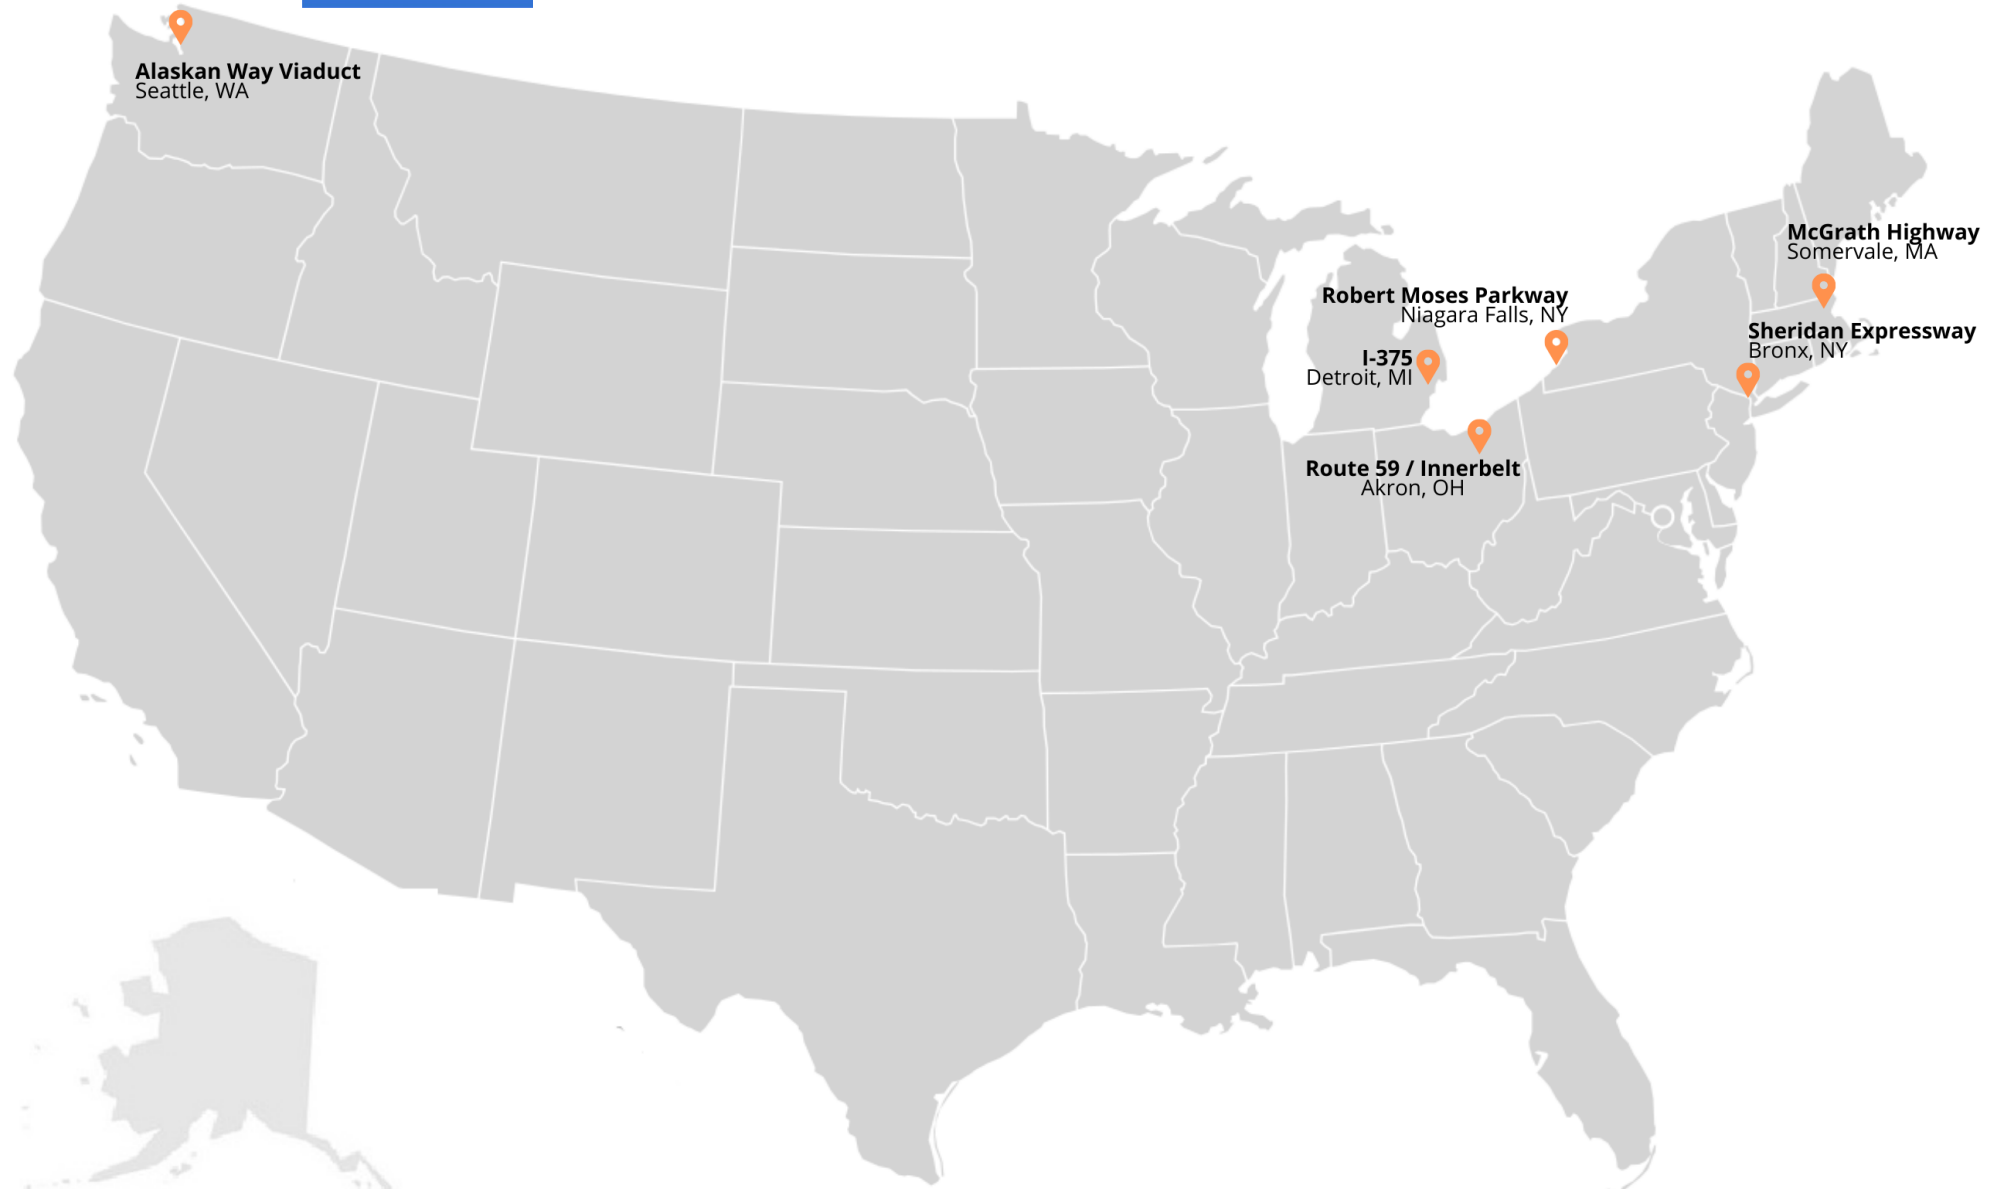 Alaskan Way Viaduct
Seattle, WA
McGrath Highway
Somervale, MA
Robert Moses Parkway
Niagara Falls, NY
Sheridan Expressway
Bronx, NY
I-375
Detroit, MI
Route 59 / Innerbelt
Akron, OH